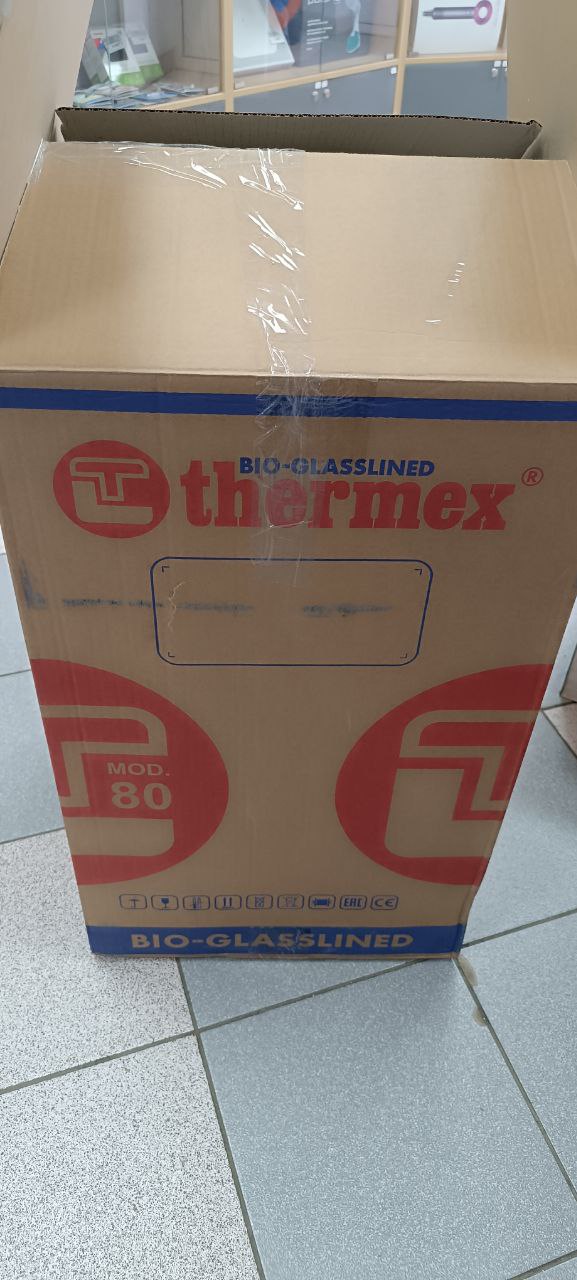 BIO-GLASSLINED
thermex®
MOD.
80
EAC CE
BIO-GLASSLINED